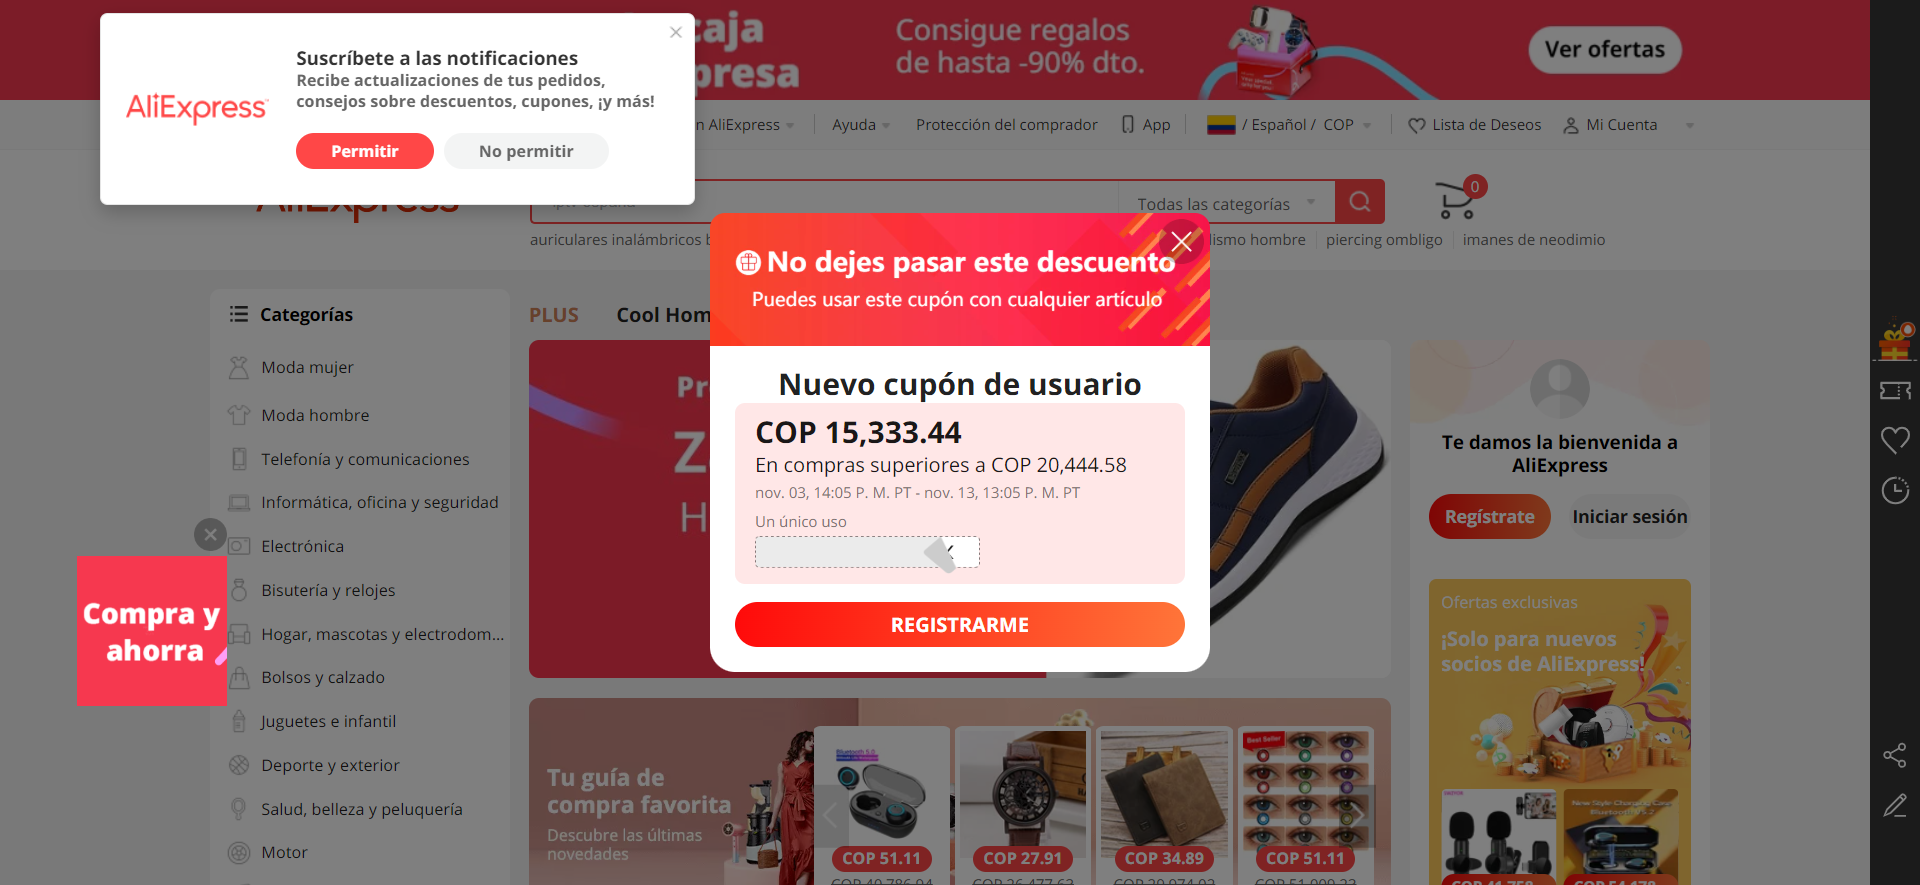 caja
presa
Consigue regalos
de hasta -90% dto.
Ver ofertas
Suscríbete a las notificaciones
Recibe actualizaciones de tus pedidos,
consejos sobre descuentos, cupones, ¡y más!
AliExpress
Permitir
No permitir
n AliExpress
Ayuda
Protección del comprador
App
/ Español / COP
Lista de Deseos
Mi Cuenta
AliExpress
Todas las categorías
0
auriculares inalámbricos b
lismo hombre
piercing ombligo
imanes de neodimio
No dejes pasar este descuento
Puedes usar este cupón con cualquier artículo
Nuevo cupón de usuario
COP 15,333.44
En compras superiores a COP 20,444.58
nov. 03, 14:05 P. M. PT - nov. 13, 13:05 P. M. PT
Un único uso
REGISTRARME
Categorías
Moda mujer
Moda hombre
Telefonía y comunicaciones
Informática, oficina y seguridad
Electrónica
Bisutería y relojes
Hogar, mascotas y electrodom...
Bolsos y calzado
Juguetes e infantil
Deporte y exterior
Salud, belleza y peluquería
Motor
Compra y
ahorra
PLUS
Cool Hom
Pr
Z
H
Te damos la bienvenida a
AliExpress
Regístrate
Iniciar sesión
Ofertas exclusivas
¡Solo para nuevos
socios de AliExpress!
Tu guía de
compra favorita
Descubre las últimas
novedades
Bluetooth 5.0
Best Seller
COP 51.11
COP 27.91
COP 34.89
COP 51.11